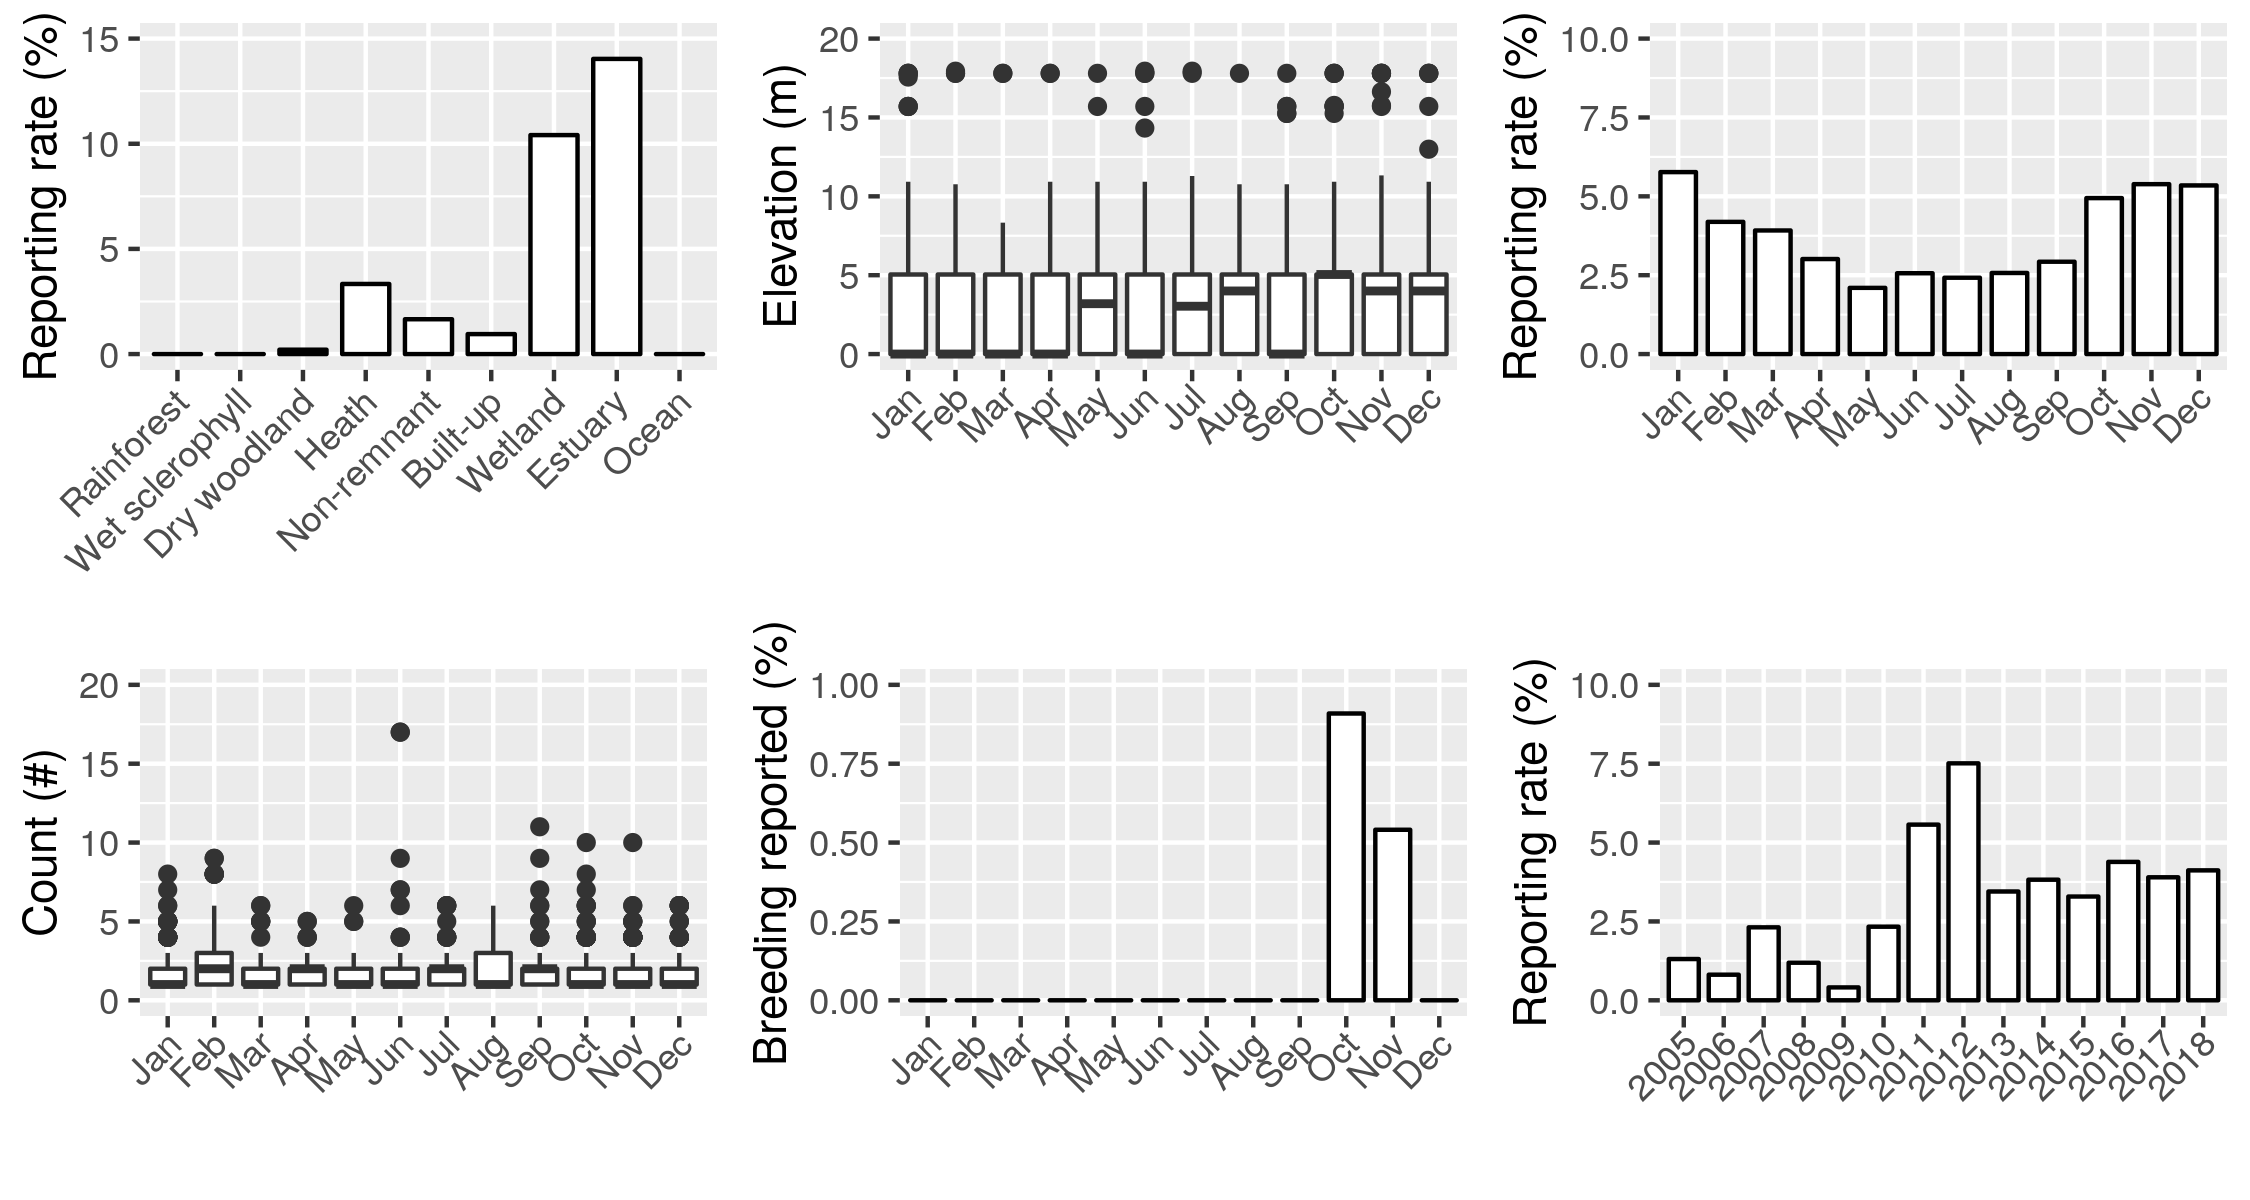 Reporting rate (%)
15
10
5
0
Rainforest
Wet sclerophyll
Dry woodland
Heath
Non-remnant
Built-up
Wetland
Estuary
Ocean
Elevation (m)
20
15
10
5
0
Jan
Feb
Mar
Apr
May
Jun
Jul
Aug
Sep
Oct
Nov
Dec
Reporting rate (%)
10.0
7.5
5.0
2.5
0.0
Jan
Feb
Mar
Apr
May
Jun
Jul
Aug
Sep
Oct
Nov
Dec
Count (#)
20
15
10
5
0
Jan
Feb
Mar
Apr
May
Jun
Jul
Aug
Sep
Oct
Nov
Dec
Breeding reported (%)
1.00
0.75
0.50
0.25
0.00
Jan
Feb
Mar
Apr
May
Jun
Jul
Aug
Sep
Oct
Nov
Dec
Reporting rate (%)
10.0
7.5
5.0
2.5
0.0
2005
2006
2007
2008
2009
2010
2011
2012
2013
2014
2015
2016
2017
2018